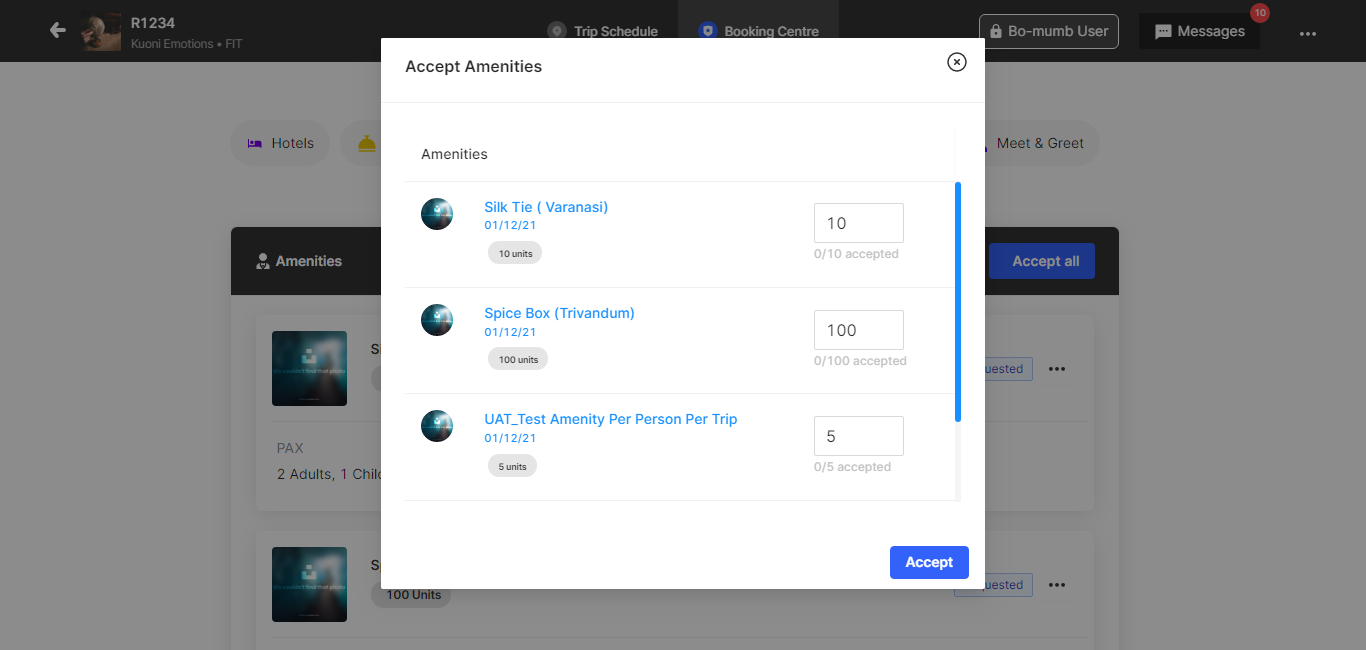 R1234
Kuoni Emotions • FIT
Trip Schedule
Booking Centre
Bo-mumb User
Messages
10
Accept Amenities
Hotels
Meet & Greet
Amenities
Silk Tie ( Varanasi)
01/12/21
10 units
10
0/10 accepted
Amenities
Accept all
Spice Box (Trivandum)
01/12/21
100 units
100
0/100 accepted
UAT_Test Amenity Per Person Per Trip
01/12/21
5 units
5
0/5 accepted
PAX
2 Adults, 1 Chil
Accept
100 Units